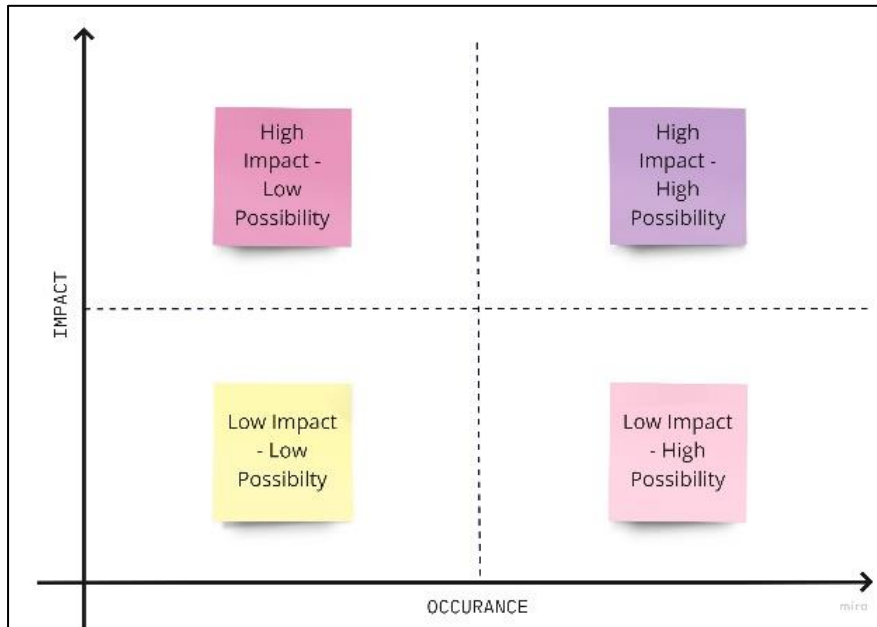 High
Impact -
Low
Possibility
High
Impact -
High
Possibility
IMPACT
Low Impact
- Low
Possibilty
Low Impact
- High
Possibility
OCCURANCE
miro